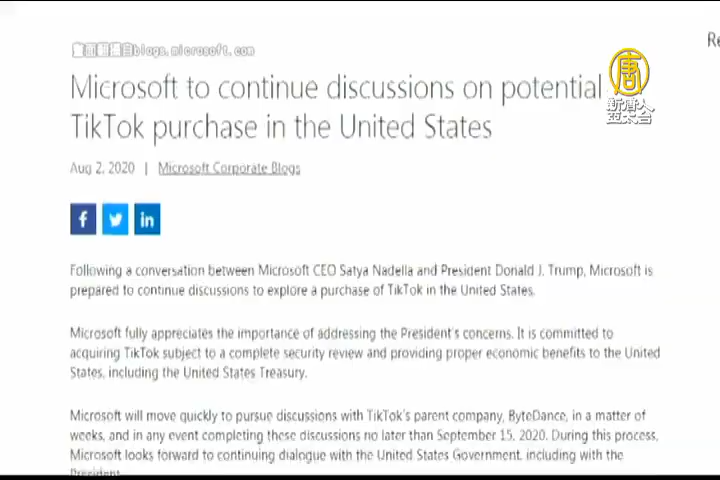 畫面翻攝自blogs.microsoft.com
Re
唐
新唐人
亞太台
Microsoft to continue discussions on potential
TikTok purchase in the United States
Aug 2, 2020 | Microsoft Corporate Blogs
f
in
Following a conversation between Microsoft CEO Satya Nadella and President Donald J. Trump, Microsoft is
prepared to continue discussions to explore a purchase of TikTok in the United States.
Microsoft fully appreciates the importance of addressing the President's concerns. It is committed to
acquiring TikTok subject to a complete security review and providing proper economic benefits to the United
States, including the United States Treasury.
Microsoft will move quickly to pursue discussions with TikTok's parent company, ByteDance, in a matter of
weeks, and in any event completing these discussions no later than September 15, 2020. During this process,
Microsoft looks forward to continuing dialogue with the United States Government, including with the
President.